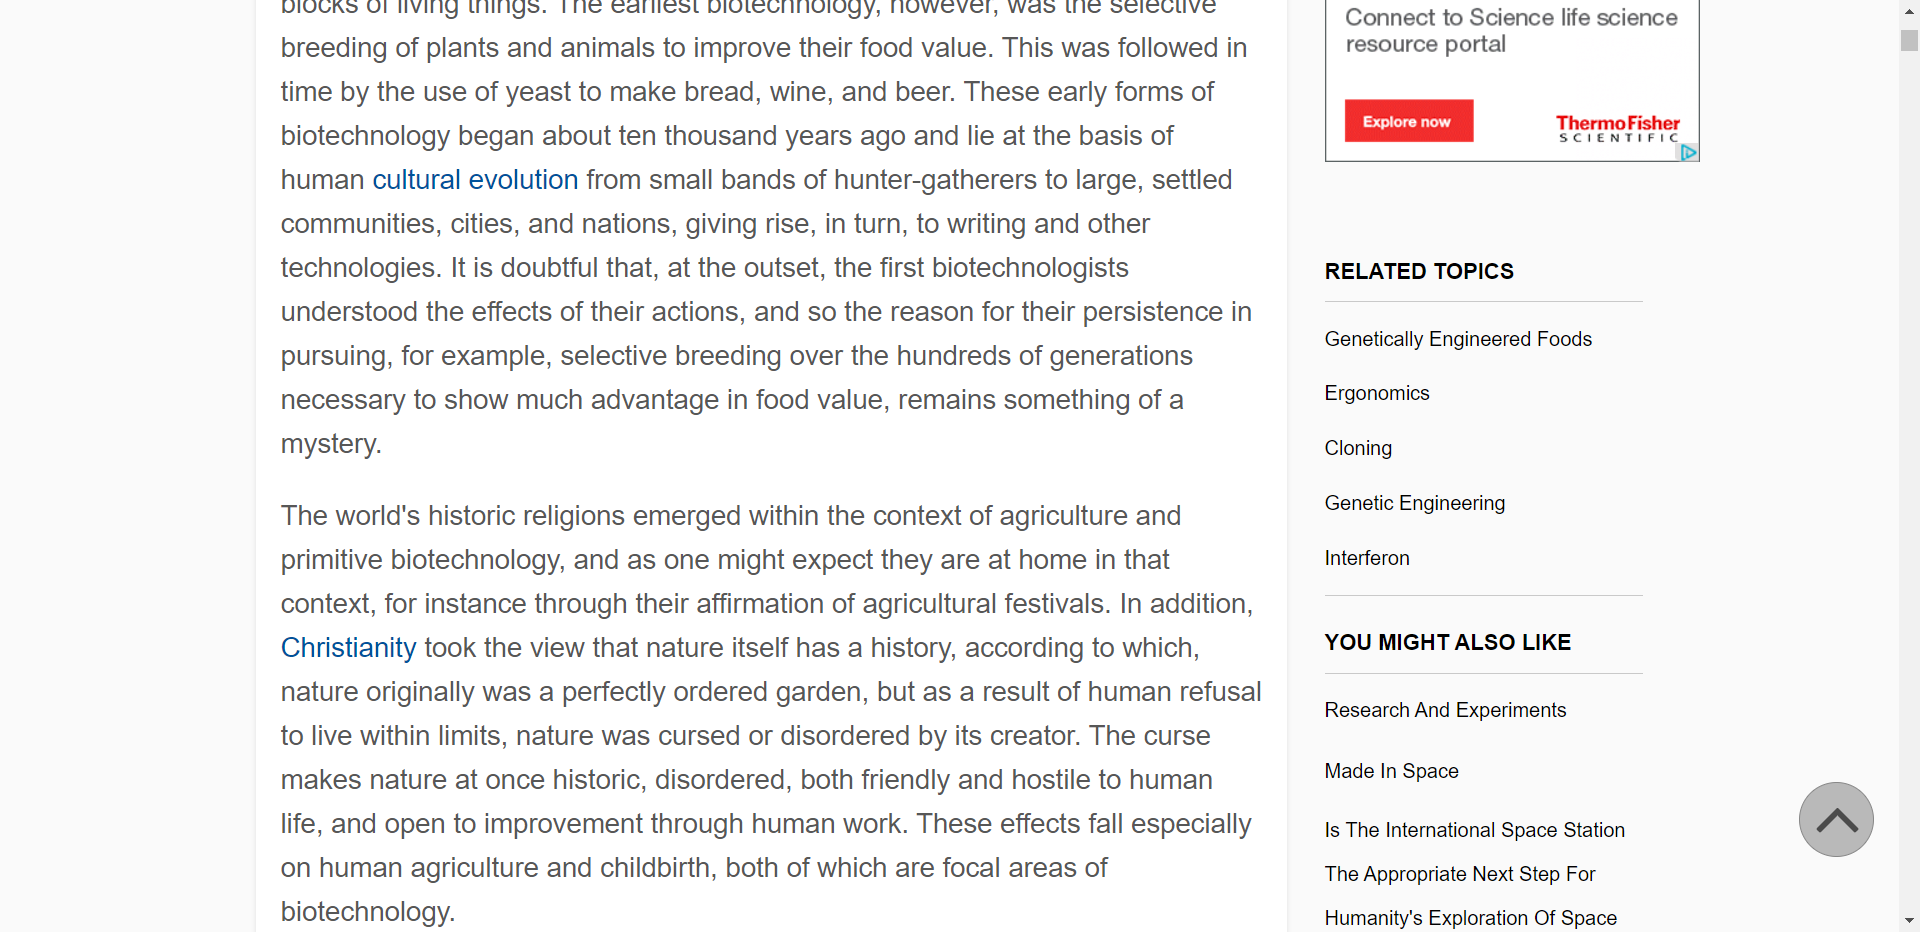 blocks of living things. The earliest biotechnology, however, was the selective
breeding of plants and animals to improve their food value. This was followed in
time by the use of yeast to make bread, wine, and beer. These early forms of
biotechnology began about ten thousand years ago and lie at the basis of
human cultural evolution from small bands of hunter-gatherers to large, settled
communities, cities, and nations, giving rise, in turn, to writing and other
technologies. It is doubtful that, at the outset, the first biotechnologists
understood the effects of their actions, and so the reason for their persistence in
pursuing, for example, selective breeding over the hundreds of generations
necessary to show much advantage in food value, remains something of a
mystery.
The world's historic religions emerged within the context of agriculture and
primitive biotechnology, and as one might expect they are at home in that
context, for instance through their affirmation of agricultural festivals. In addition,
Christianity took the view that nature itself has a history, according to which,
nature originally was a perfectly ordered garden, but as a result of human refusal
to live within limits, nature was cursed or disordered by its creator. The curse
makes nature at once historic, disordered, both friendly and hostile to human
life, and open to improvement through human work. These effects fall especially
on human agriculture and childbirth, both of which are focal areas of
biotechnology.
Connect to Science life science
resource portal
Explore now
ThermoFisher
SCIENTIFIC
RELATED TOPICS
Genetically Engineered Foods
Ergonomics
Cloning
Genetic Engineering
Interferon
YOU MIGHT ALSO LIKE
Research And Experiments
Made In Space
Is The International Space Station
The Appropriate Next Step For
Humanity's Exploration Of Space